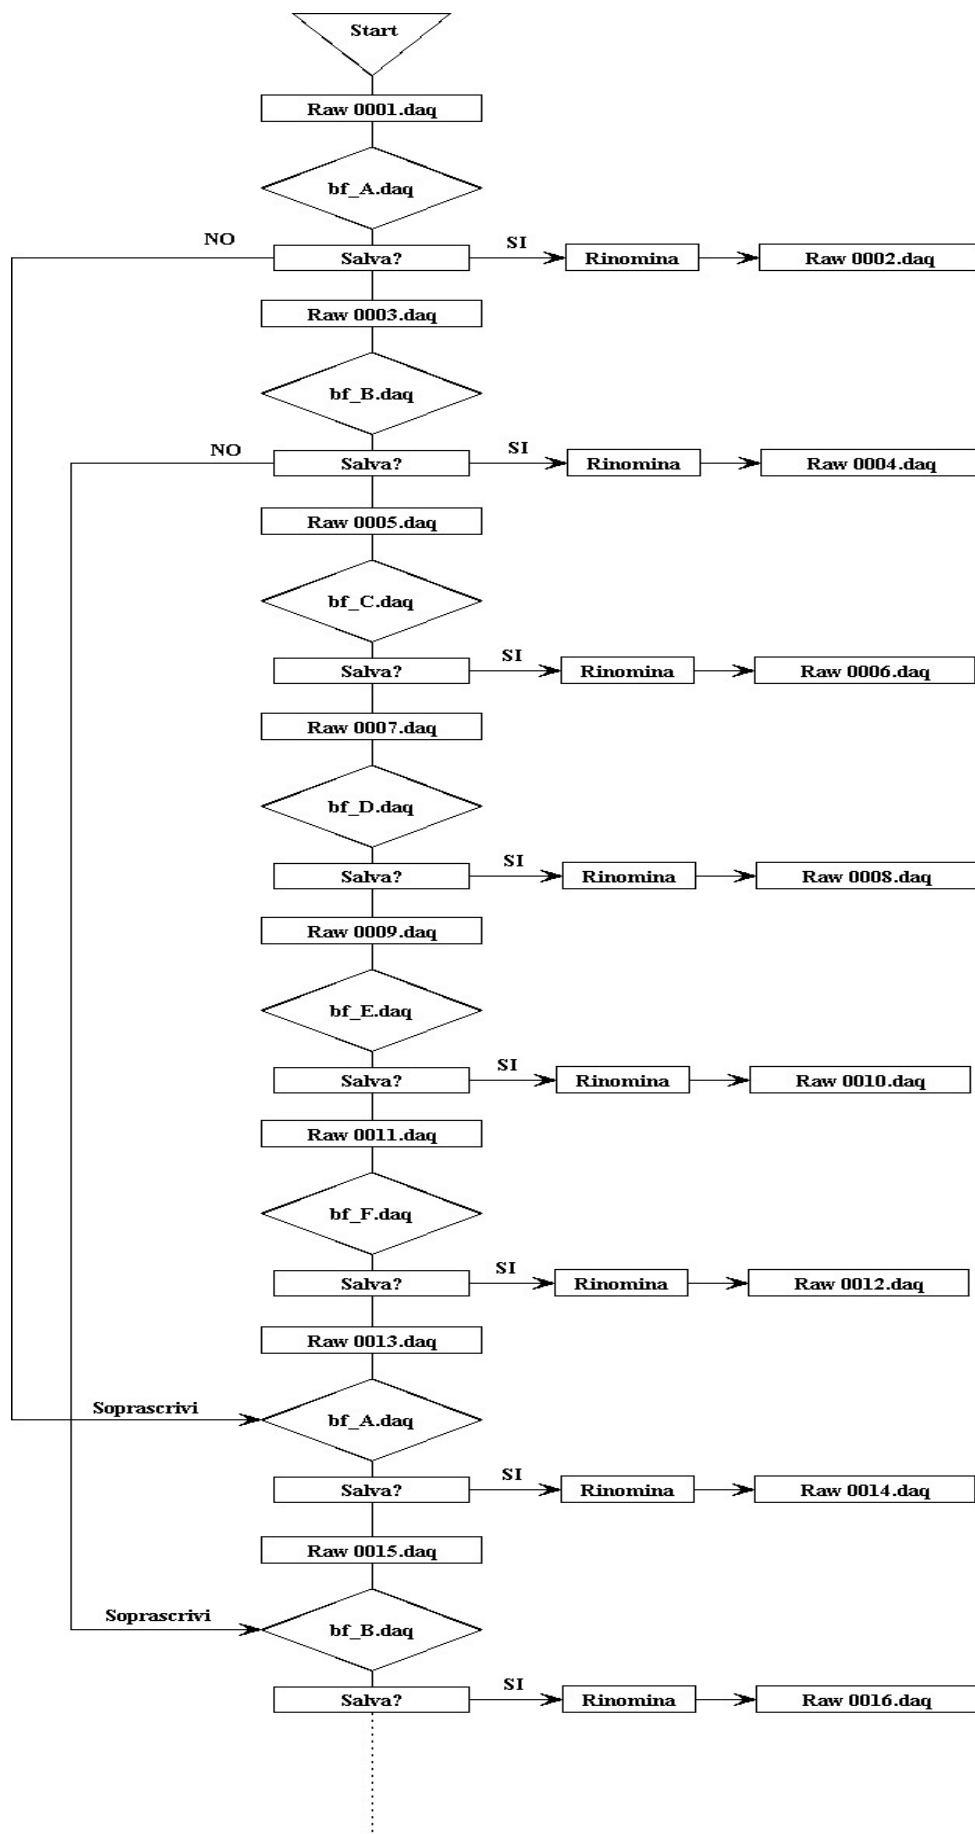 Start
Raw 0001.daq
bf_A.daq
NO
Salva?
SI
Rinomina
Raw 0002.daq
Raw 0003.daq
bf_B.daq
NO
Salva?
SI
Rinomina
Raw 0004.daq
Raw 0005.daq
bf_C.daq
Salva?
SI
Rinomina
Raw 0006.daq
Raw 0007.daq
bf_D.daq
Salva?
SI
Rinomina
Raw 0008.daq
Raw 0009.daq
bf_E.daq
Salva?
SI
Rinomina
Raw 0010.daq
Raw 0011.daq
bf_F.daq
Salva?
SI
Rinomina
Raw 0012.daq
Raw 0013.daq
Soprascrivi
bf_A.daq
Salva?
SI
Rinomina
Raw 0014.daq
Raw 0015.daq
Soprascrivi
bf_B.daq
Salva?
SI
Rinomina
Raw 0016.daq